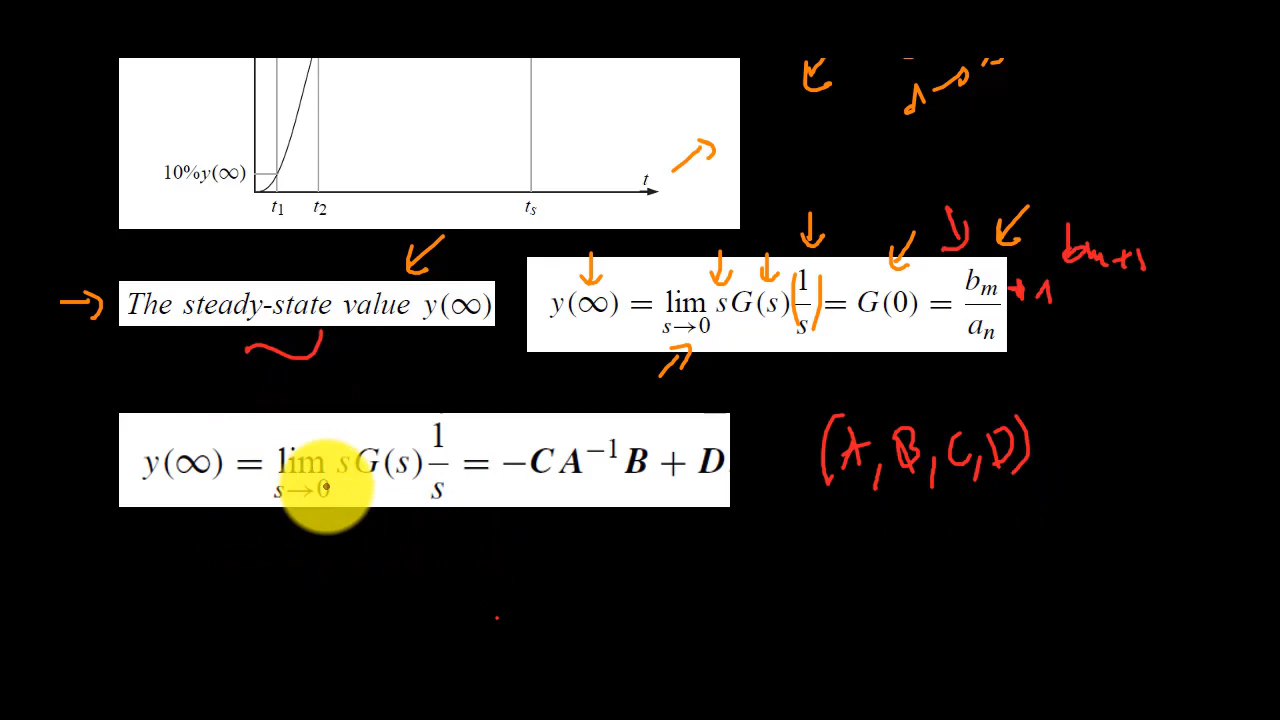 10%y(∞)
t
t₁ t₂ tₛ
The steady-state value y(∞)
y(∞) = lim s→0 sG(s) 1/s = G(0) = bₘ/aₙ
+1
bm+1
y(∞) = lim s→0 sG(s) 1/s = −CA⁻¹B + D
(A, B, C, D)